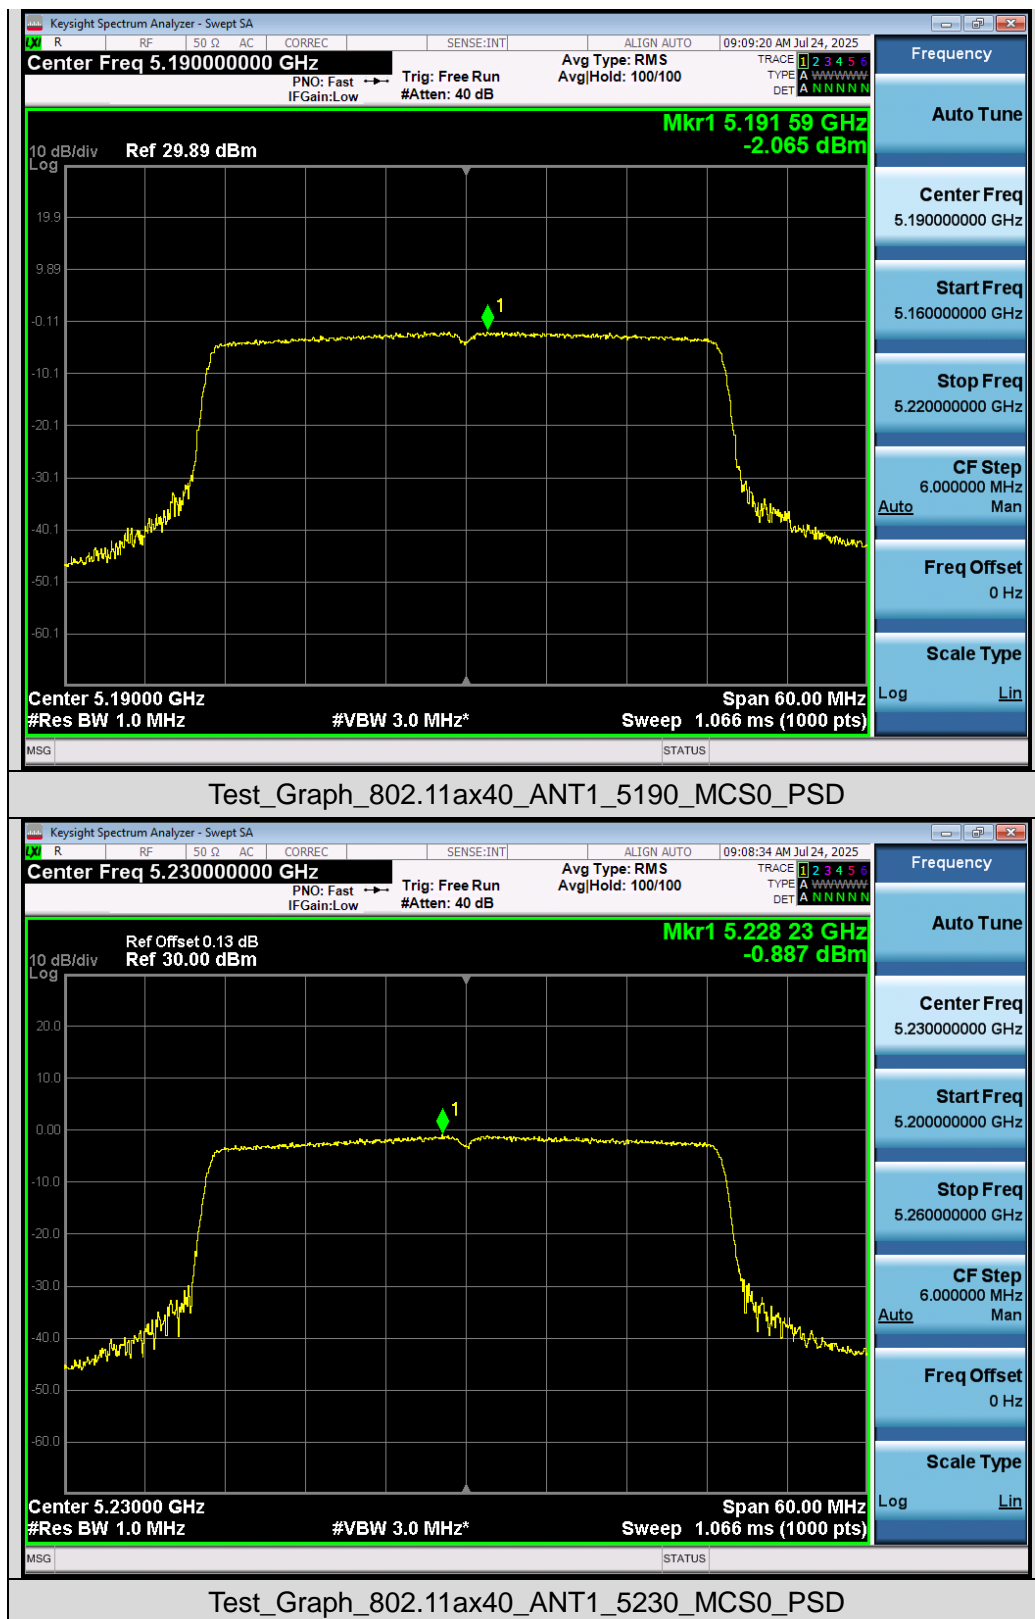 Keysight Spectrum Analyzer - Swept SA
LXI R RF 50 Ω AC CORREC SENSE:INT ALIGN AUTO 09:09:20 AM Jul 24, 2025
Center Freq 5.190000000 GHz Avg Type: RMS TRACE 1 2 3 4 5 6
PNO: Fast Trig: Free Run Avg|Hold: 100/100 TYPE A WWWWW
IFGain:Low #Atten: 40 dB DET A N N N N N
Mkr1 5.191 59 GHz
-2.065 dBm
10 dB/div Ref 29.89 dBm
Log
19.9
9.89
-0.11
1
-10.1
-20.1
-30.1
-40.1
-50.1
-60.1
Center 5.19000 GHz Span 60.00 MHz
#Res BW 1.0 MHz #VBW 3.0 MHz* Sweep 1.066 ms (1000 pts)
MSG STATUS
Frequency
Auto Tune
Center Freq
5.190000000 GHz
Start Freq
5.160000000 GHz
Stop Freq
5.220000000 GHz
CF Step
6.000000 MHz
Auto Man
Freq Offset
0 Hz
Scale Type
Log Lin
Test_Graph_802.11ax40_ANT1_5190_MCS0_PSD
Keysight Spectrum Analyzer - Swept SA
LXI R RF 50 Ω AC CORREC SENSE:INT ALIGN AUTO 09:08:34 AM Jul 24, 2025
Center Freq 5.230000000 GHz Avg Type: RMS TRACE 1 2 3 4 5 6
PNO: Fast Trig: Free Run Avg|Hold: 100/100 TYPE A WWWWW
IFGain:Low #Atten: 40 dB DET A N N N N N
Mkr1 5.228 23 GHz
-0.887 dBm
Ref Offset 0.13 dB
10 dB/div Ref 30.00 dBm
Log
20.0
10.0
0.00
1
-10.0
-20.0
-30.0
-40.0
-50.0
-60.0
Center 5.23000 GHz Span 60.00 MHz
#Res BW 1.0 MHz #VBW 3.0 MHz* Sweep 1.066 ms (1000 pts)
MSG STATUS
Frequency
Auto Tune
Center Freq
5.230000000 GHz
Start Freq
5.200000000 GHz
Stop Freq
5.260000000 GHz
CF Step
6.000000 MHz
Auto Man
Freq Offset
0 Hz
Scale Type
Log Lin
Test_Graph_802.11ax40_ANT1_5230_MCS0_PSD